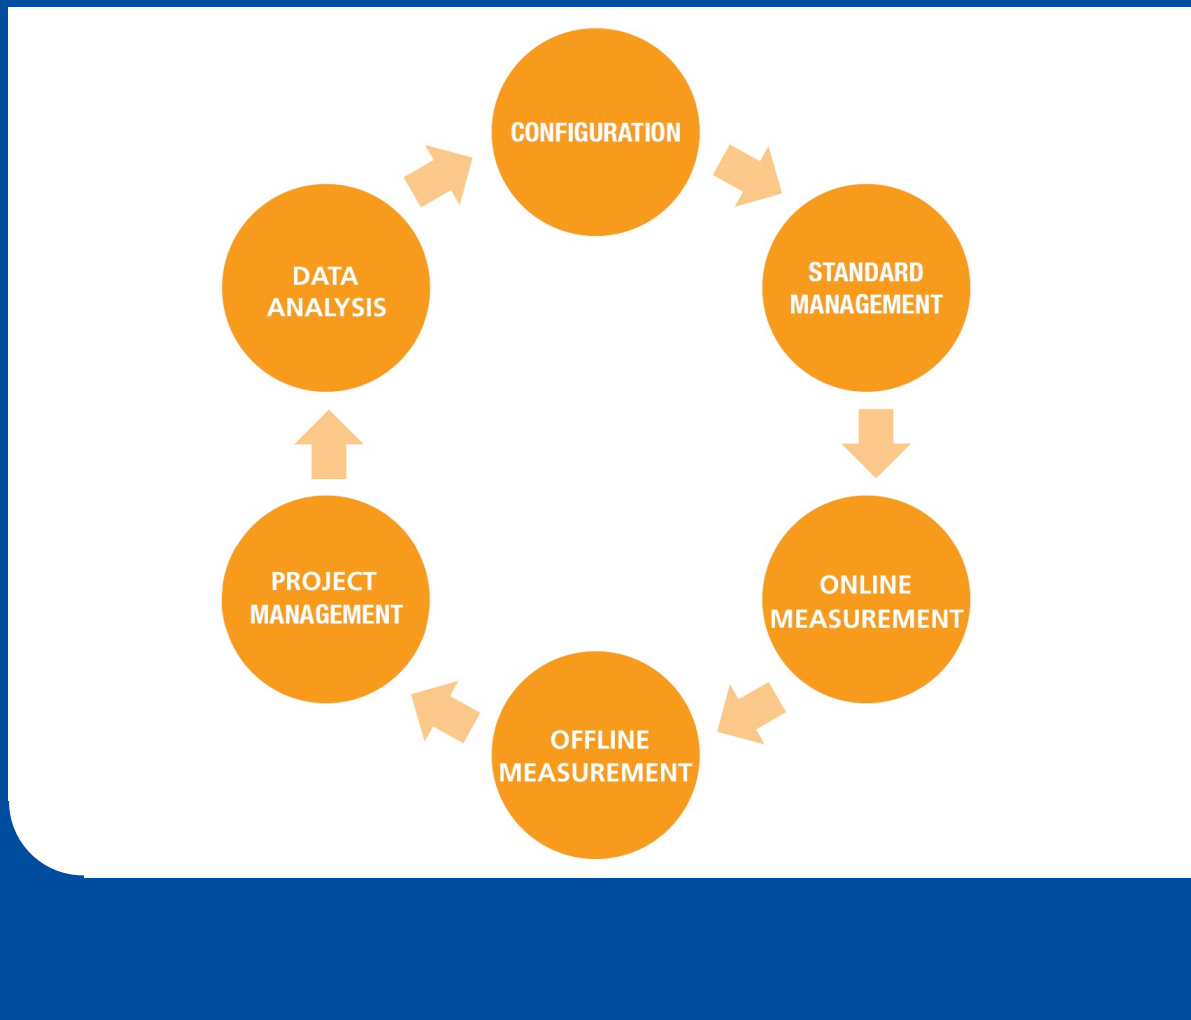 CONFIGURATION
STANDARD
MANAGEMENT
ONLINE
MEASUREMENT
OFFLINE
MEASUREMENT
PROJECT
MANAGEMENT
DATA
ANALYSIS